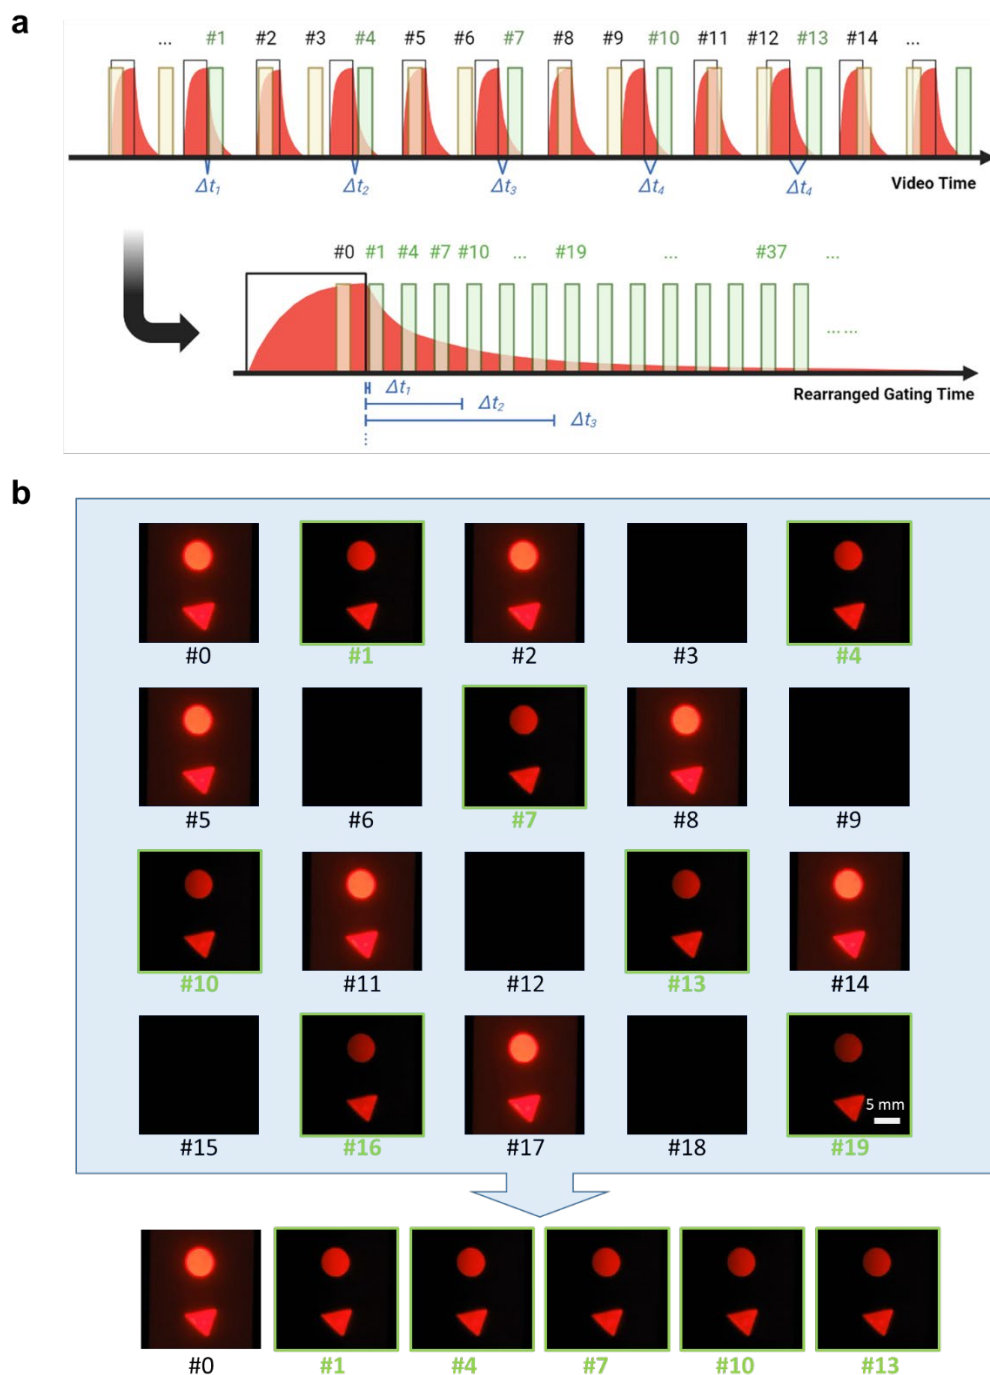 a
... #1 #2 #3 #4 #5 #6 #7 #8 #9 #10 #11 #12 #13 #14 ...
Δt1 Δt2 Δt3 Δt4 Δt4
Video Time
#0 #1 #4 #7 #10 ... #19 ... #37 ...
... ...
Δt1
Rearranged Gating Time
Δt2
Δt3
b
#0 #1 #2 #3 #4
#5 #6 #7 #8 #9
#10 #11 #12 #13 #14
5 mm
#15 #16 #17 #18 #19
#0 #1 #4 #7 #10 #13